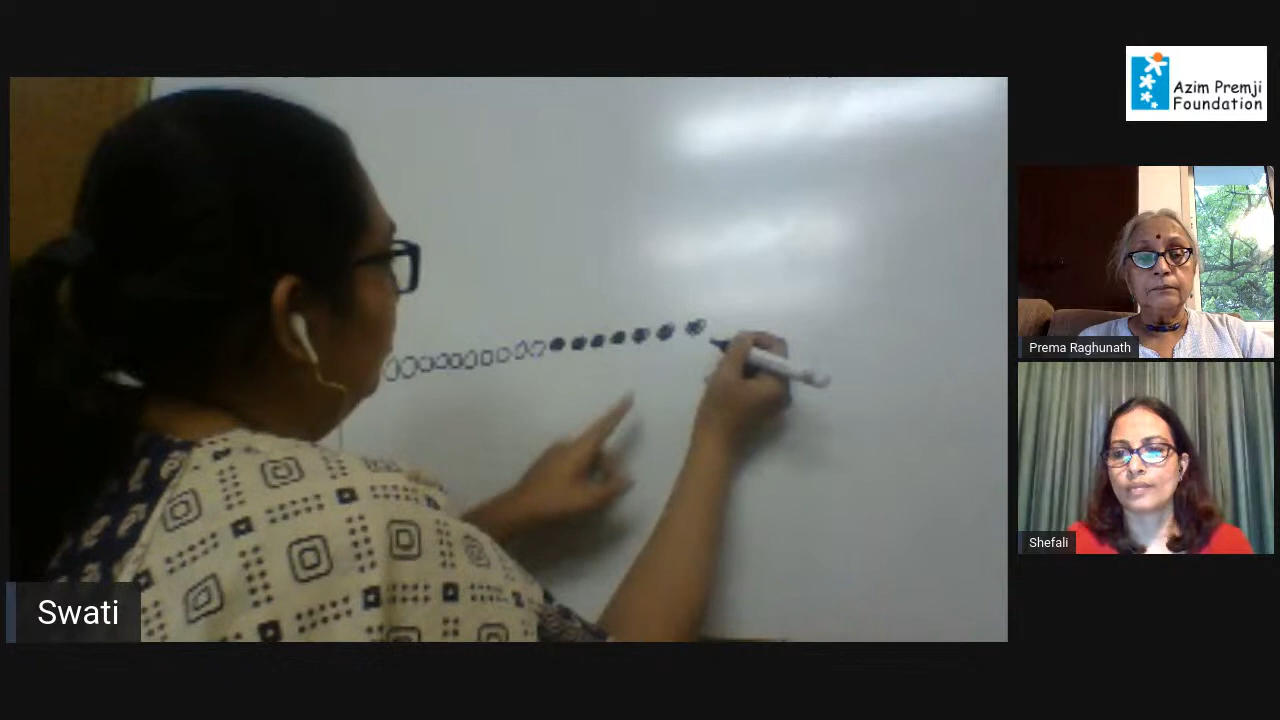 Azim Premji
Foundation
Prema Raghunath
Shefali
Swati